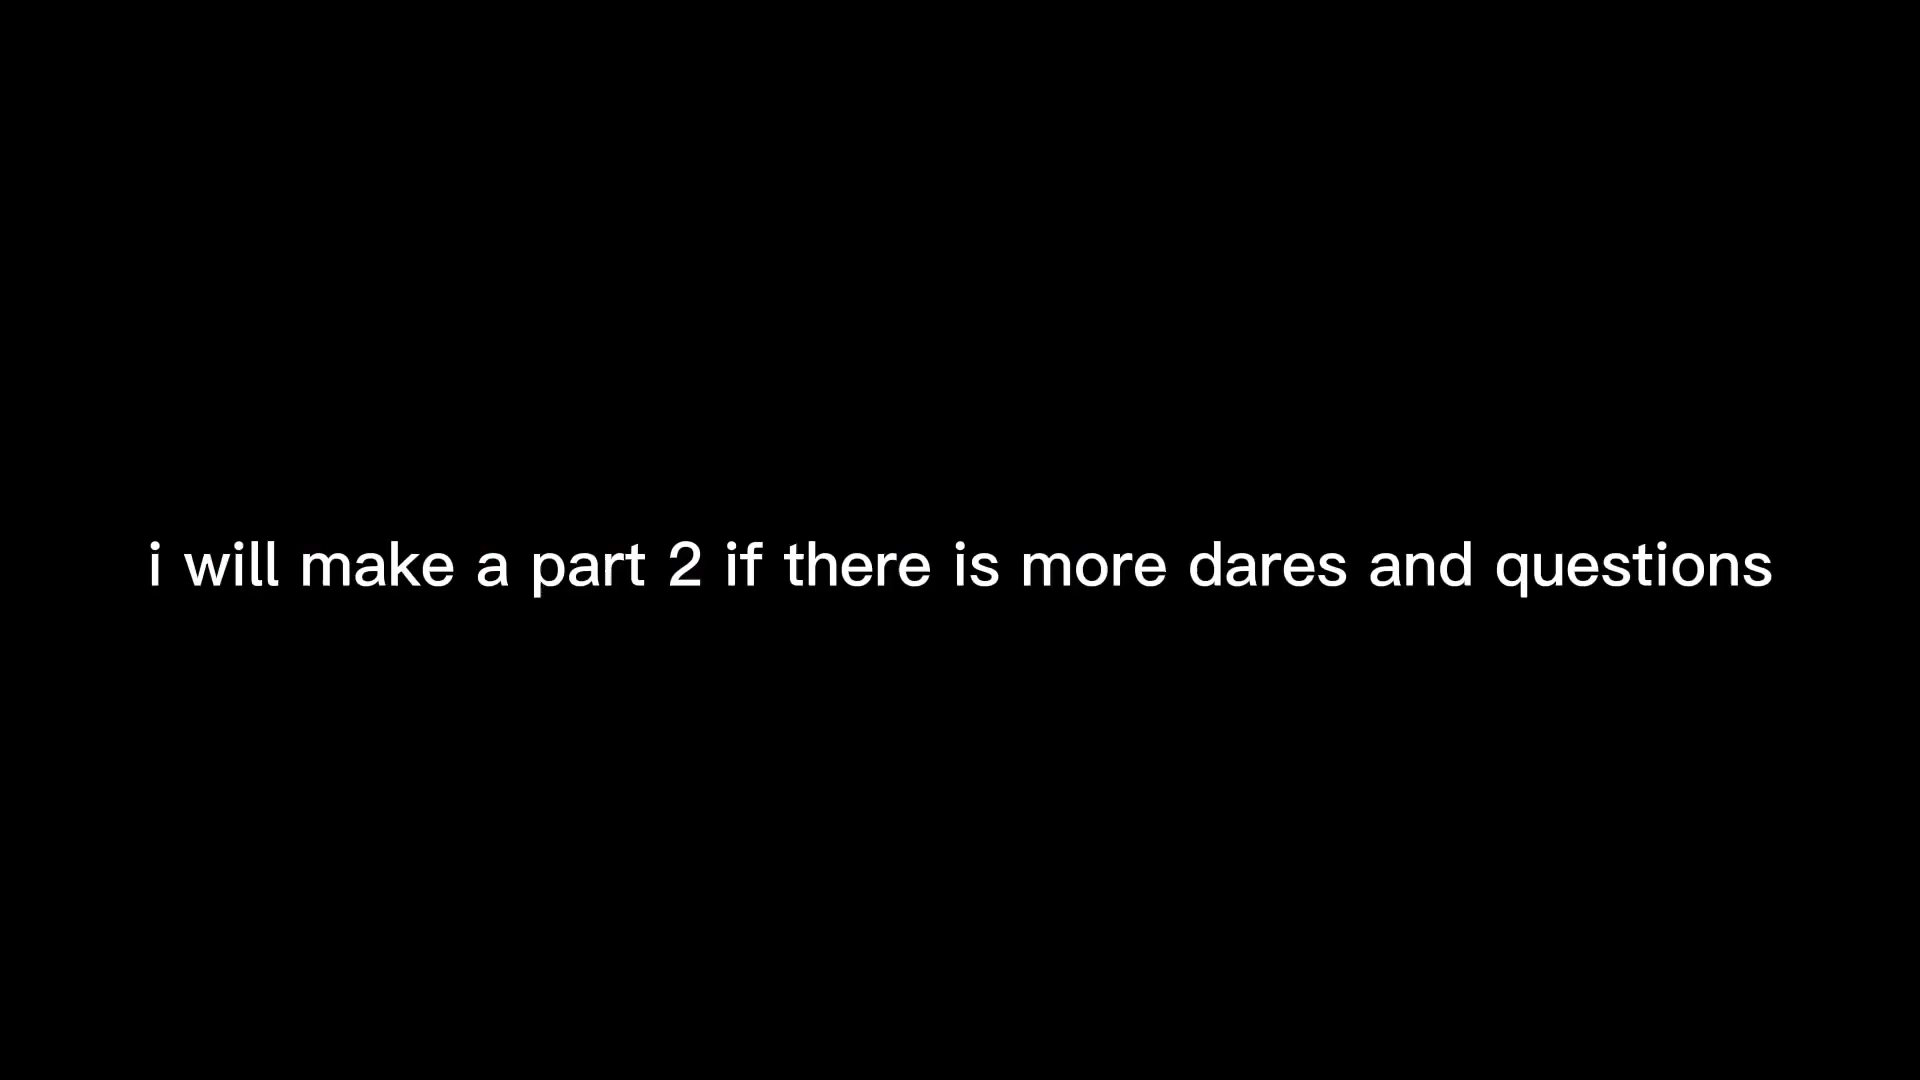 i will make a part 2 if there is more dares and questions